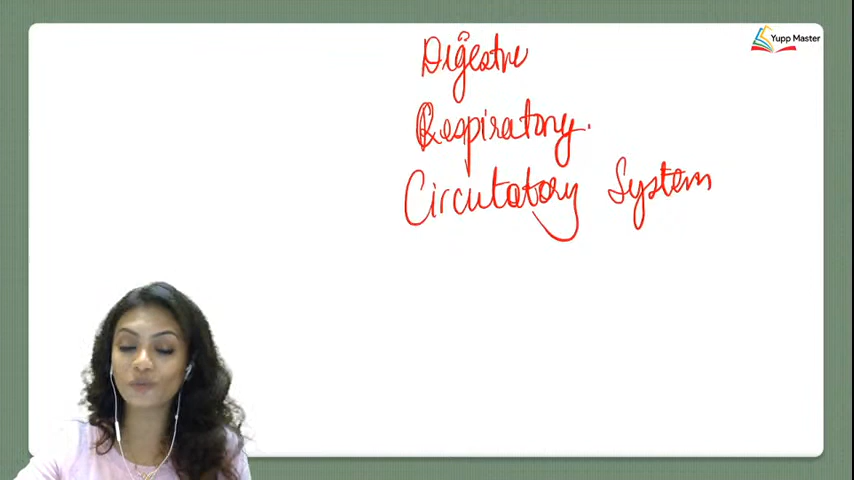 Yupp Master
Digestive
Respiratory.
Circulatory System